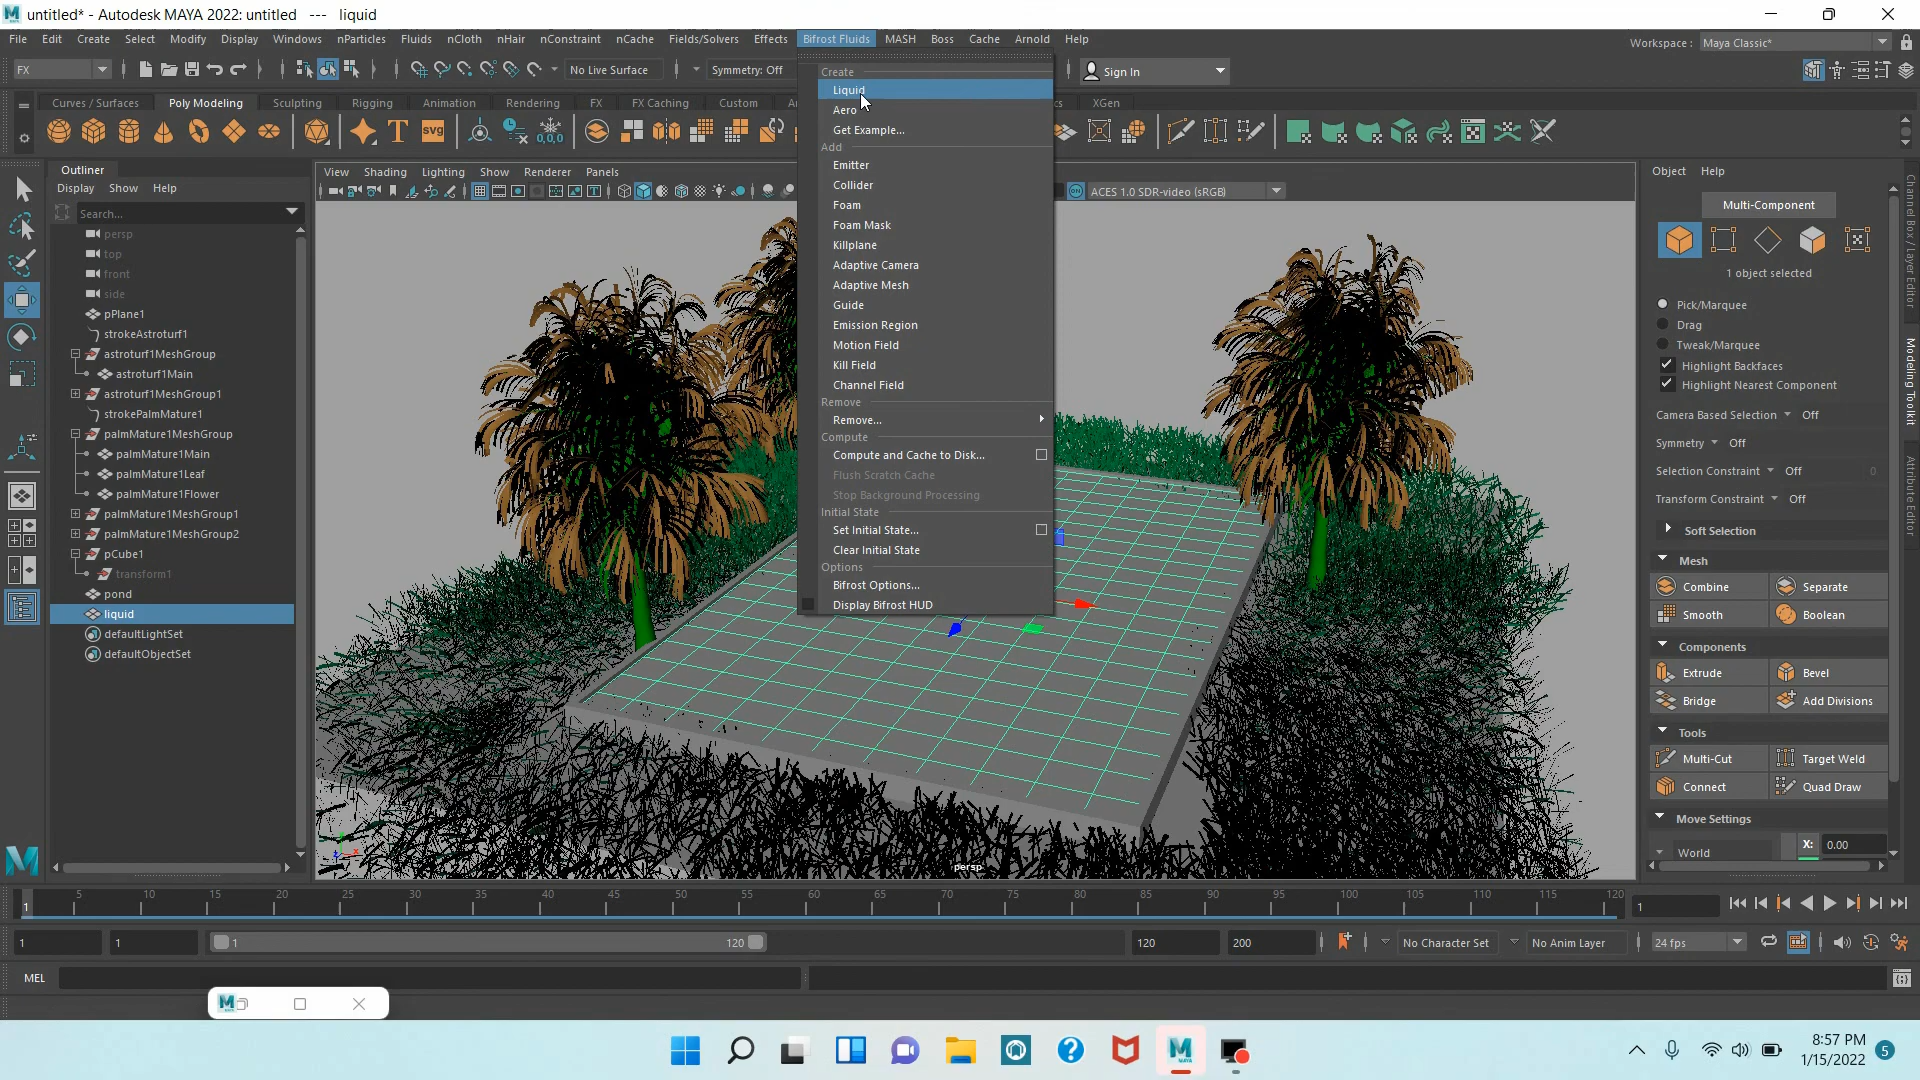 untitled* - Autodesk MAYA 2022: untitled --- liquid
File Edit Create Select Modify Display Windows nParticles Fluids nCloth nHair nConstraint nCache Fields/Solvers Effects Bifrost Fluids MASH Boss Cache Arnold Help
Workspace : Maya Classic*
FX No Live Surface Symmetry: Off Sign In
Curves / Surfaces Poly Modeling Sculpting Rigging Animation Rendering FX FX Caching Custom XGen
Outliner
Display Show Help
Search...
persp
top
front
side
pPlane1
strokeAstroturf1
astroturf1MeshGroup
astroturf1Main
astroturf1MeshGroup1
strokePalmMature1
palmMature1MeshGroup
palmMature1Main
palmMature1Leaf
palmMature1Flower
palmMature1MeshGroup1
palmMature1MeshGroup2
pCube1
transform1
pond
liquid
defaultLightSet
defaultObjectSet
View Shading Lighting Show Renderer Panels
ACES 1.0 SDR-video (sRGB)
Create
Liquid
Aero
Get Example...
Add
Emitter
Collider
Foam
Foam Mask
Killplane
Adaptive Camera
Adaptive Mesh
Guide
Emission Region
Motion Field
Kill Field
Channel Field
Remove
Remove...
Compute
Compute and Cache to Disk...
Flush Scratch Cache
Stop Background Processing
Initial State
Set Initial State...
Clear Initial State
Options
Bifrost Options...
Display Bifrost HUD
persp
Object Help
Multi-Component
1 object selected
Pick/Marquee
Drag
Tweak/Marquee
Highlight Backfaces
Highlight Nearest Component
Camera Based Selection Off
Symmetry Off
Selection Constraint Off 0
Transform Constraint Off
Soft Selection
Mesh
Combine Separate
Smooth Boolean
Components
Extrude Bevel
Bridge Add Divisions
Tools
Multi-Cut Target Weld
Connect Quad Draw
Move Settings
World X: 0.00
Channel Box / Layer Editor
Modeling Toolkit
Attribute Editor
1 5 10 15 20 25 30 35 40 45 50 55 60 65 70 75 80 85 90 95 100 105 110 115 120 1
1 1 1 120 120 200 No Character Set No Anim Layer 24 fps
MEL
8:57 PM
1/15/2022 5